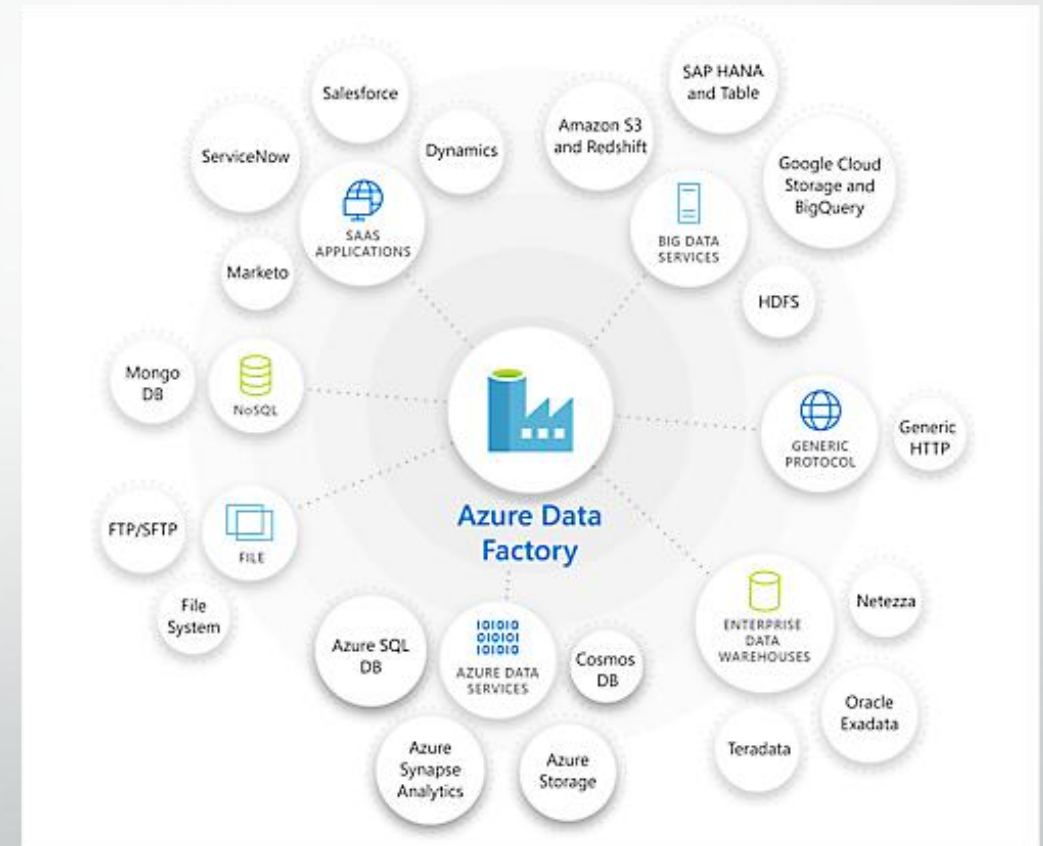 Salesforce
ServiceNow
Dynamics
SAAS
APPLICATIONS
Marketo
SAP HANA
and Table
Amazon S3
and Redshift
Google Cloud
Storage and
BigQuery
BIG DATA
SERVICES
HDFS
Mongo
DB
NoSQL
Generic
HTTP
GENERIC
PROTOCOL
Azure Data
Factory
FTP/SFTP
FILE
File
System
Azure SQL
DB
101010
010101
101010
AZURE DATA
SERVICES
Cosmos
DB
Azure
Synapse
Analytics
Azure
Storage
ENTERPRISE
DATA
WAREHOUSES
Netezza
Oracle
Exadata
Teradata